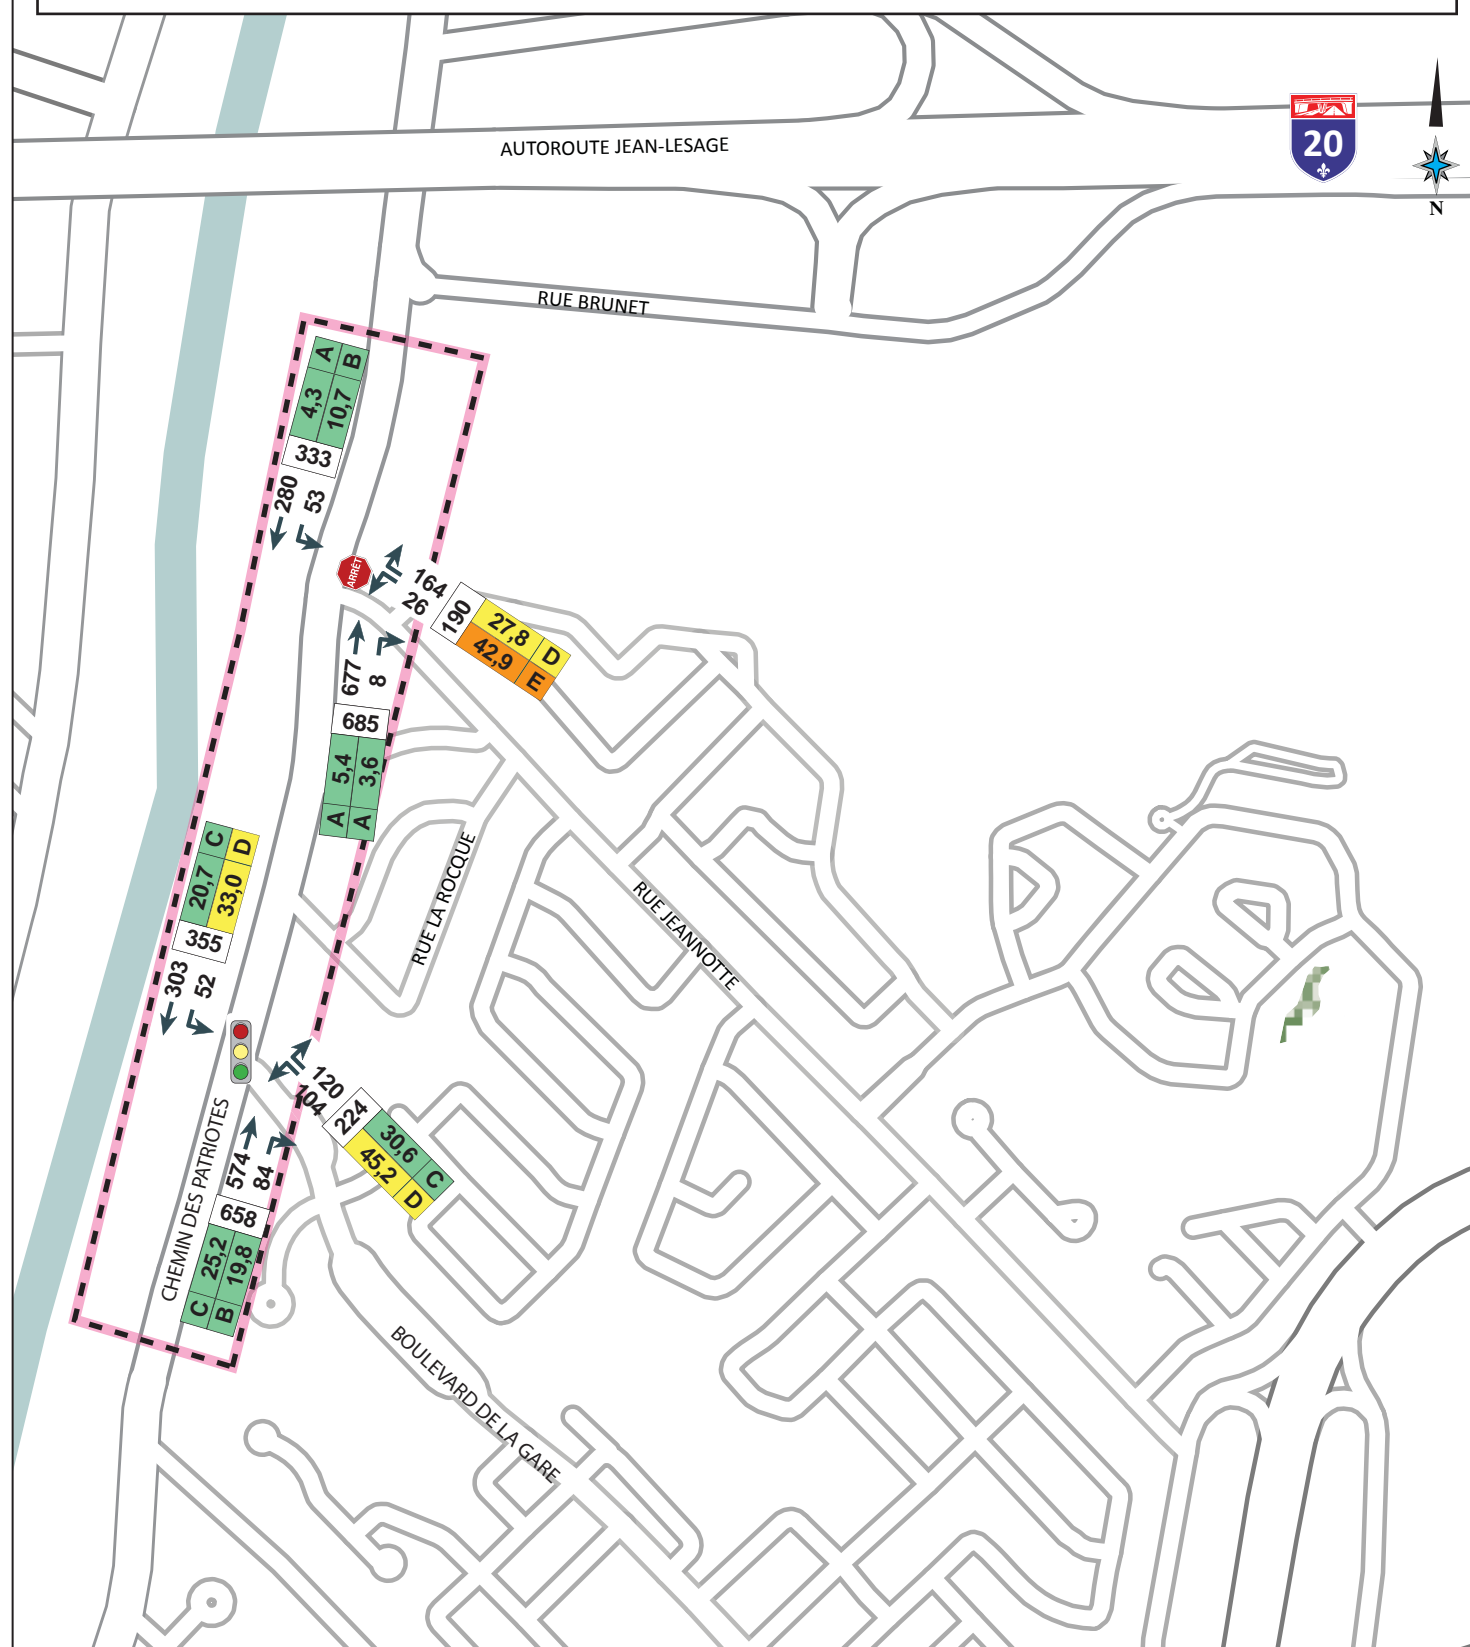 AUTOROUTE JEAN-LESAGE
20
N
RUE BRUNET
A
B
4,3
10,7
333
280
53
ARRÊT
164
26
190
27,8
D
42,9
E
677
8
685
5,4
3,6
A
A
C
D
20,7
33,0
355
303
52
RUE LA ROCQUE
RUE JEANNOTTE
120
104
224
30,6
C
45,2
D
574
84
658
25,2
19,8
C
B
CHEMIN DES PATRIOTES
BOULEVARD DE LA GARE